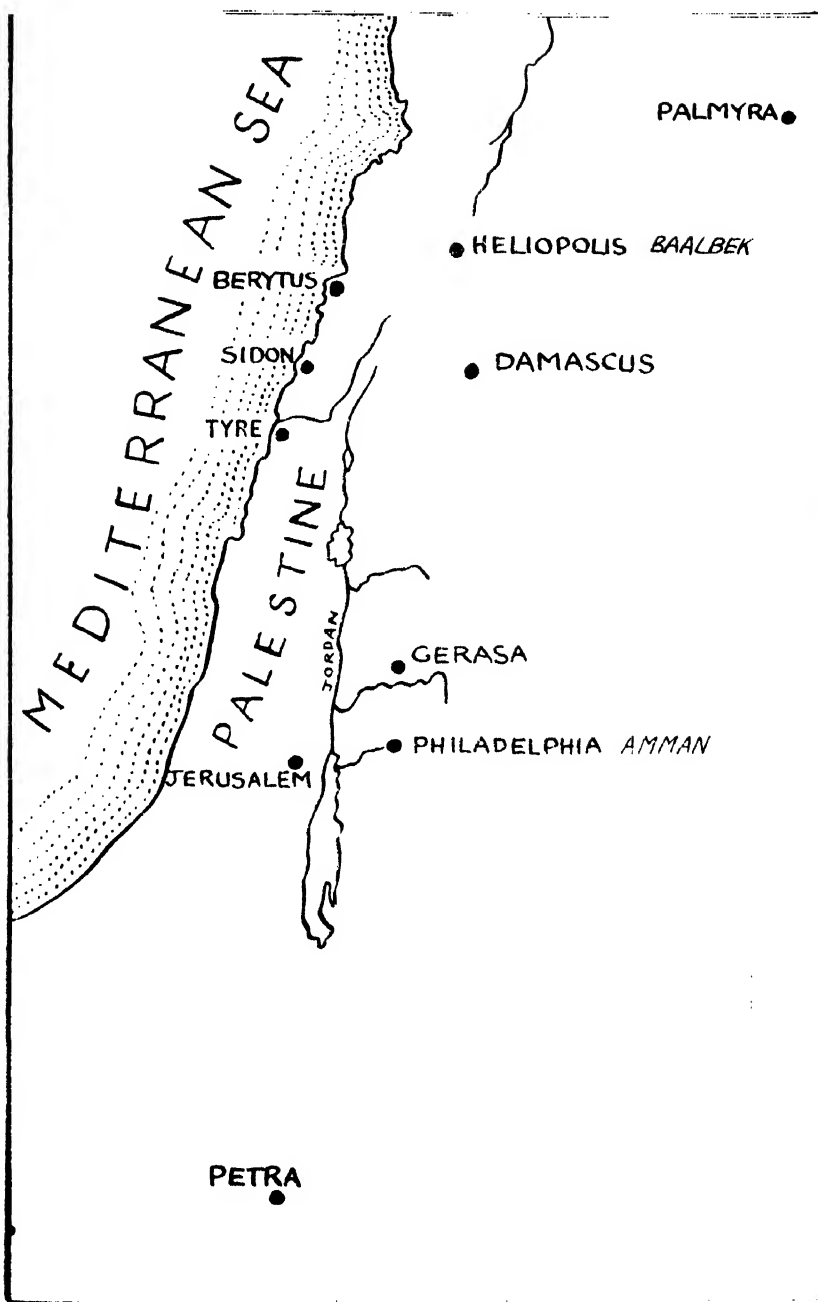 MEDITERRANEAN SEA
PALMYRA
HELIOPOLIS BAALBEK
BERYTUS
SIDON
DAMASCUS
TYRE
PALESTINE
JORDAN
GERASA
PHILADELPHIA AMMAN
JERUSALEM
PETRA